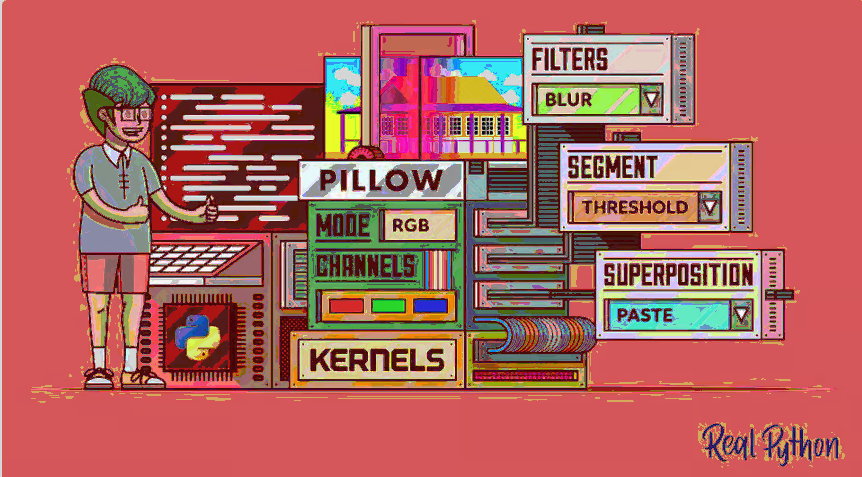 FILTERS
BLUR
SEGMENT
THRESHOLD
PILLOW
MODE RGB
CHANNELS
SUPERPOSITION
PASTE
KERNELS
Real Python